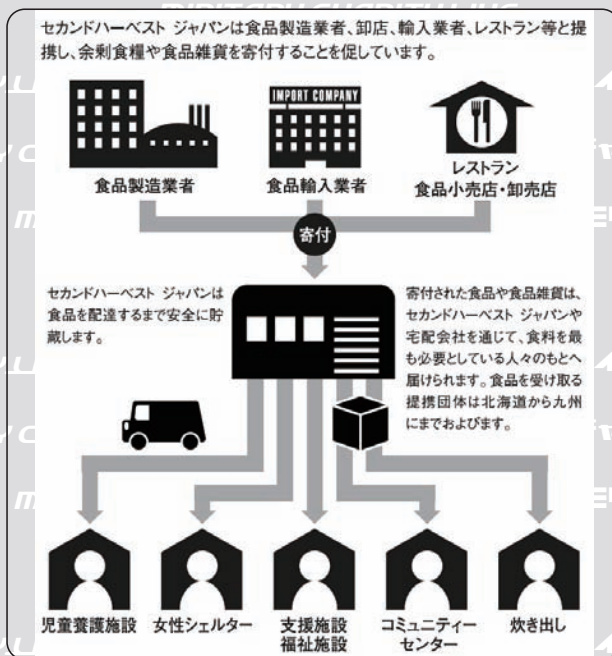 セカンドハーベスト ジャパンは食品製造業者、卸店、輸入業者、レストラン等と提
携し、余剰食糧や食品雑貨を寄付することを促しています。
IMPORT COMPANY
食品製造業者
食品輸入業者
レストラン
食品小売店・卸売店
寄付
セカンドハーベスト ジャパンは
食品を配達するまで安全に貯
蔵します。
寄付された食品や食品雑貨は、
セカンドハーベスト ジャパンや
宅配会社を通じて、食料を最
も必要としている人々のもとへ
届けられます。食品を受け取る
提携団体は北海道から九州
にまでおよびます。
児童養護施設
女性シェルター
支援施設
福祉施設
コミュニティー
センター
炊き出し